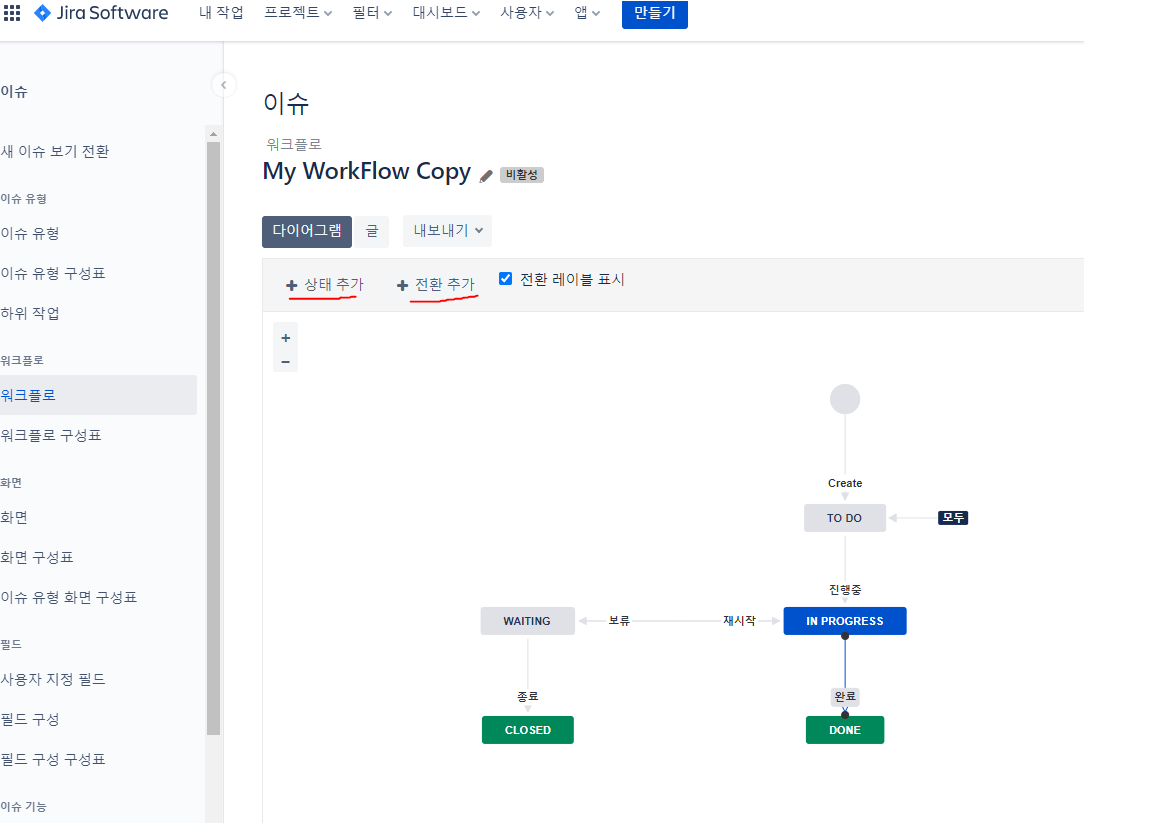 Jira Software 내 작업 프로젝트 필터 대시보드 사용자 앱 만들기
이슈
새 이슈 보기 전환
이슈 유형
이슈 유형
이슈 유형 구성표
하위 작업
워크플로
워크플로
워크플로 구성표
화면
화면
화면 구성표
이슈 유형 화면 구성표
필드
사용자 지정 필드
필드 구성
필드 구성 구성표
이슈 기능
이슈
워크플로
My WorkFlow Copy 비활성
다이어그램 글 내보내기
+ 상태 추가 + 전환 추가 전환 레이블 표시
+
−
Create
TO DO 모두
진행중
WAITING 보류 재시작 IN PROGRESS
종료 완료
CLOSED DONE